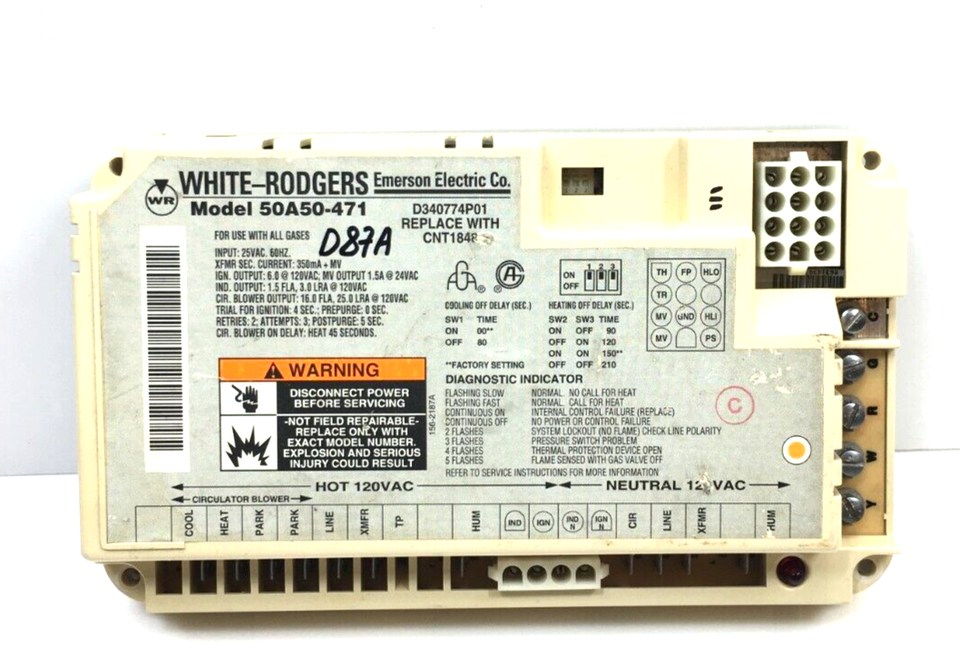 WR
WHITE-RODGERS Emerson Electric Co.
Model 50A50-471
D340774P01
REPLACE WITH
CNT1848
D87A
FOR USE WITH ALL GASES
INPUT: 25VAC. 60HZ.
XFMR SEC. CURRENT: 350mA + MV
IGN. OUTPUT: 6.0 @ 120VAC; MV OUTPUT 1.5A @ 24VAC
IND. OUTPUT: 1.5 FLA, 3.0 LRA @ 120VAC
CIR. BLOWER OUTPUT: 16.0 FLA, 25.0 LRA @ 120VAC
TRIAL FOR IGNITION: 4 SEC.; PREPURGE: 0 SEC.
RETRIES: 2; ATTEMPTS: 3; POSTPURGE: 5 SEC.
CIR. BLOWER ON DELAY: HEAT 45 SECONDS.
WARNING
DISCONNECT POWER
BEFORE SERVICING
-NOT FIELD REPAIRABLE-
REPLACE ONLY WITH
EXACT MODEL NUMBER.
EXPLOSION AND SERIOUS
INJURY COULD RESULT
156-2187A
ON
OFF
1 2 3
COOLING OFF DELAY (SEC.)
SW1 TIME
ON 00**
OFF 80
**FACTORY SETTING
HEATING OFF DELAY (SEC.)
SW2 SW3 TIME
ON OFF 90
ON OFF 120
ON ON 150**
OFF OFF 210
TH FP HLO
TR
MV GND HLI
MV PS
DIAGNOSTIC INDICATOR
FLASHING SLOW NORMAL. NO CALL FOR HEAT
FLASHING FAST NORMAL. CALL FOR HEAT
CONTINUOUS ON INTERNAL CONTROL FAILURE (REPLACE)
CONTINUOUS OFF NO POWER OR CONTROL FAILURE
2 FLASHES SYSTEM LOCKOUT (NO FLAME) CHECK LINE POLARITY
3 FLASHES PRESSURE SWITCH PROBLEM
4 FLASHES THERMAL PROTECTION DEVICE OPEN
5 FLASHES FLAME SENSED WITH GAS VALVE OFF
REFER TO SERVICE INSTRUCTIONS FOR MORE INFORMATION
C
C
G
R
W
Y
HOT 120VAC
NEUTRAL 120VAC
CIRCULATOR BLOWER
COOL HEAT PARK PARK LINE XMFR TP HUM IND IGN IND N IGN N CIR LINE XFMR HUM